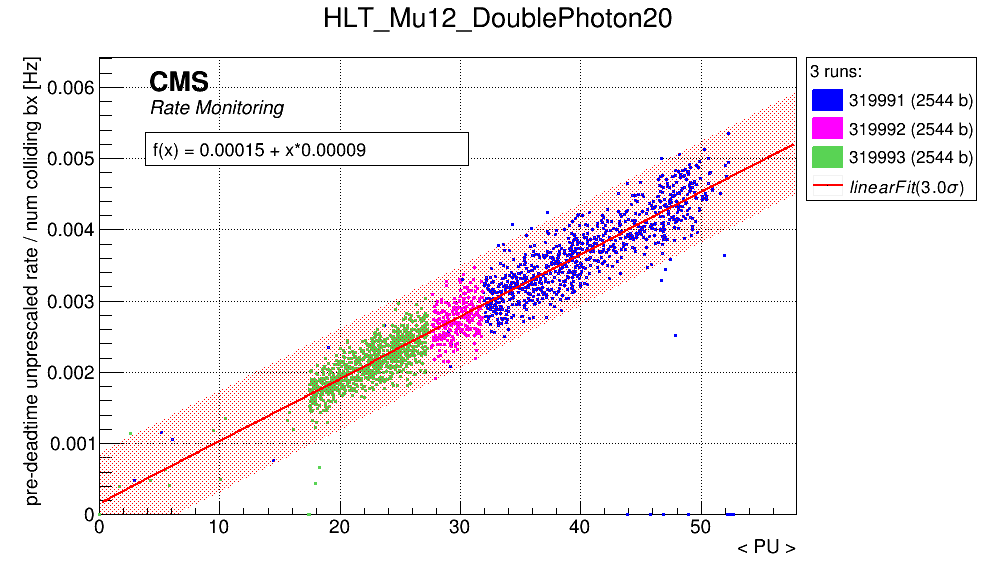 HLT_Mu12_DoublePhoton20
pre-deadtime unprescaled rate / num colliding bx [Hz]
CMS
Rate Monitoring
f(x) = 0.00015 + x*0.00009
0.006
0.005
0.004
0.003
0.002
0.001
0
0 10 20 30 40 50
< PU >
3 runs:
319991 (2544 b)
319992 (2544 b)
319993 (2544 b)
linearFit(3.0σ)